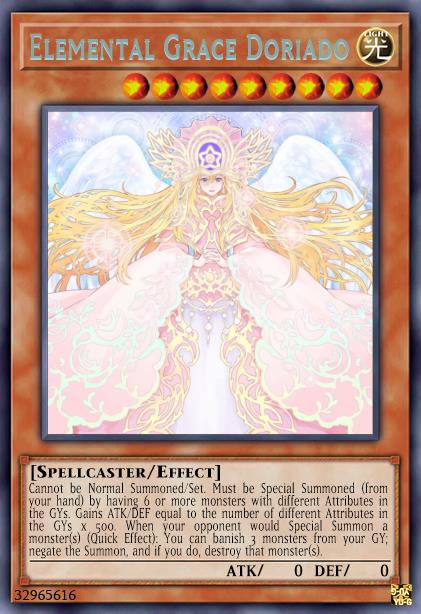 Elemental Grace Doriado
LIGHT
光
[Spellcaster/Effect]
Cannot be Normal Summoned/Set. Must be Special Summoned (from
your hand) by having 6 or more monsters with different Attributes in
the GYs. Gains ATK/DEF equal to the number of different Attributes
in the GYs x 500. When your opponent would Special Summon a
monster(s) (Quick Effect): You can banish 3 monsters from your GY;
negate the Summon, and if you do, destroy that monster(s).
ATK/ 0 DEF/ 0
32965616